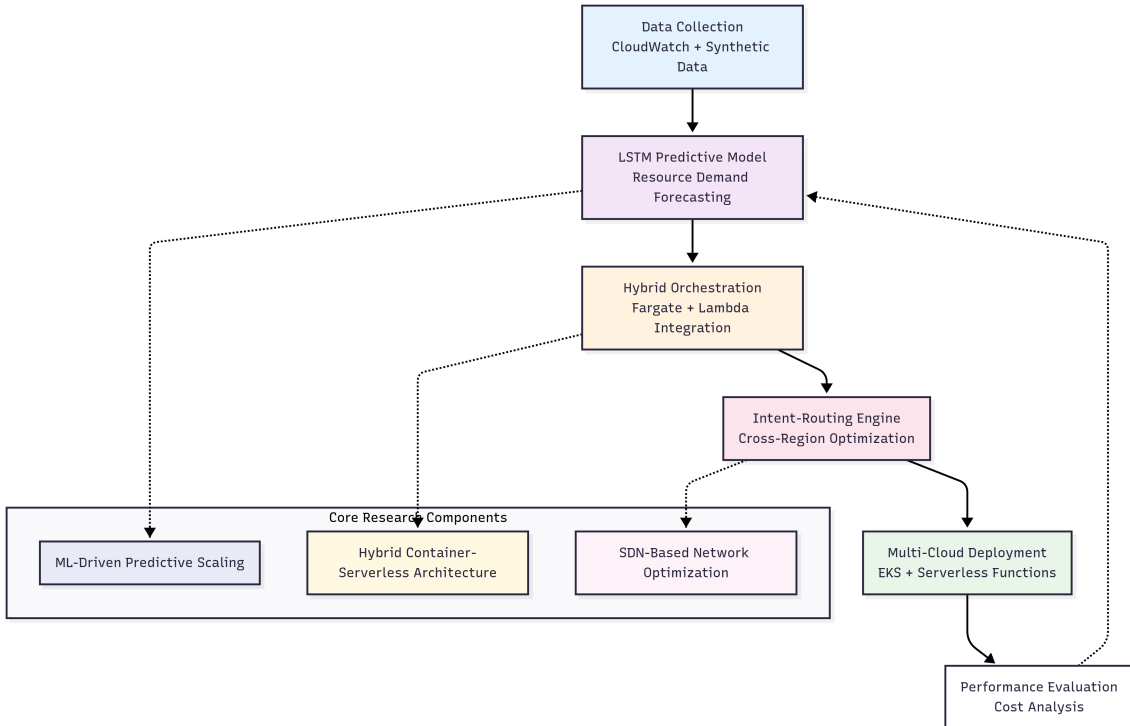 Data Collection
CloudWatch + Synthetic
Data
LSTM Predictive Model
Resource Demand
Forecasting
Hybrid Orchestration
Fargate + Lambda
Integration
Intent-Routing Engine
Cross-Region Optimization
Core Research Components
ML-Driven Predictive Scaling
Hybrid Container-
Serverless Architecture
SDN-Based Network
Optimization
Multi-Cloud Deployment
EKS + Serverless Functions
Performance Evaluation
Cost Analysis